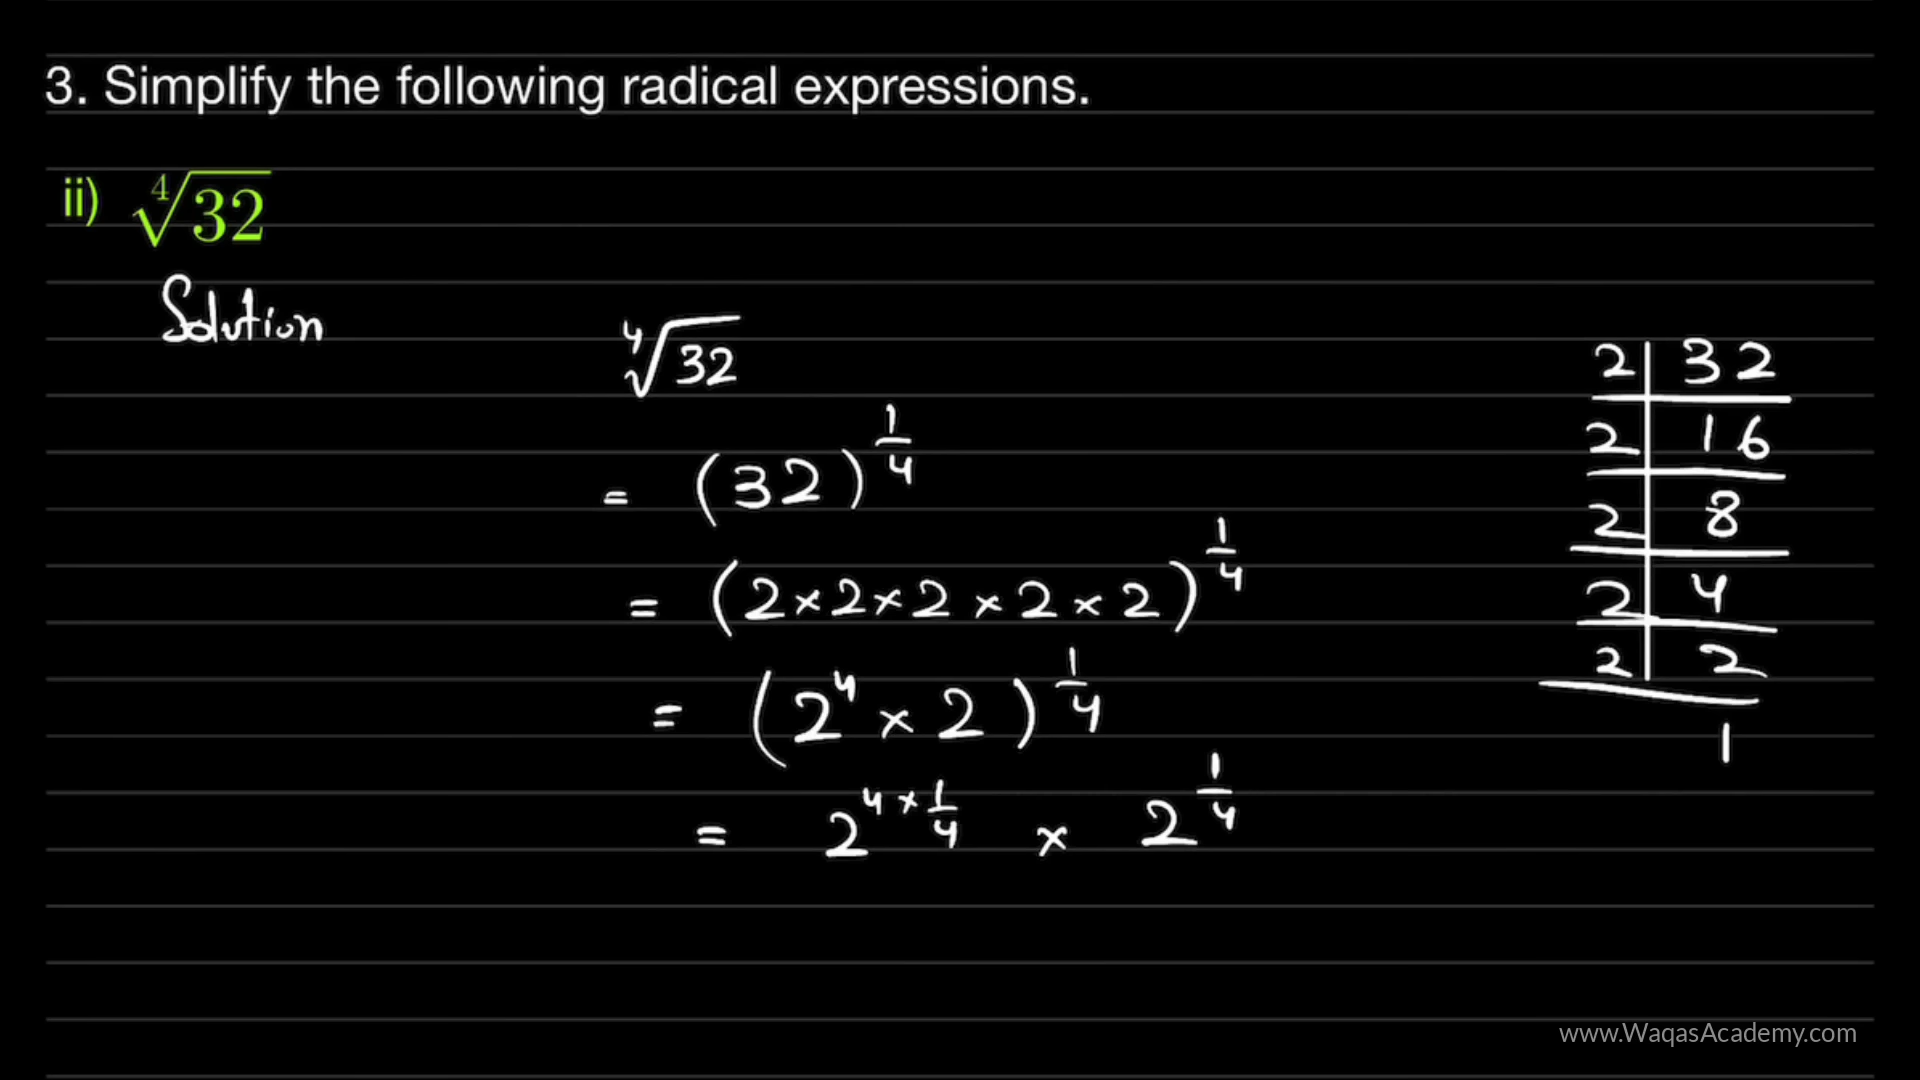 3. Simplify the following radical expressions.
ii) ∜32
Solution
∜32
= (32)^(1/4)
= (2×2×2×2×2)^(1/4)
= (2^4 × 2)^(1/4)
= 2^(4×1/4) × 2^(1/4)
2 | 32
2 | 16
2 | 8
2 | 4
2 | 2
1
www.WaqasAcademy.com